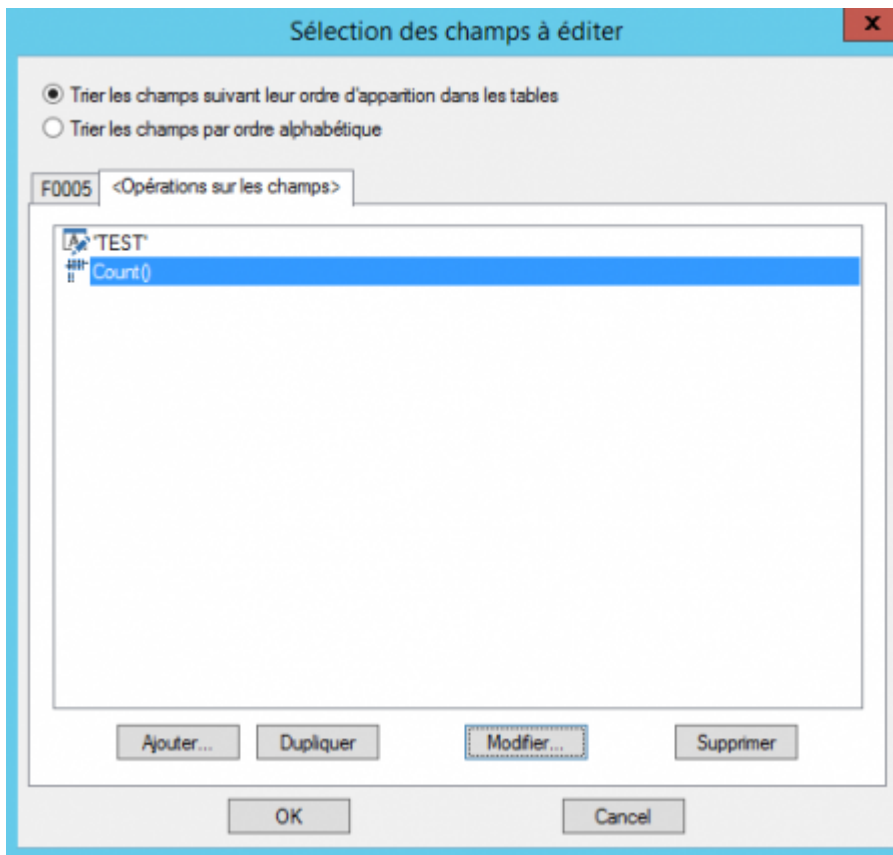 Sélection des champs à éditer
x
Trier les champs suivant leur ordre d'apparition dans les tables
Trier les champs par ordre alphabétique
F0005 <Opérations sur les champs>
'TEST'
Count()
Ajouter... Dupliquer Modifier... Supprimer
OK Cancel